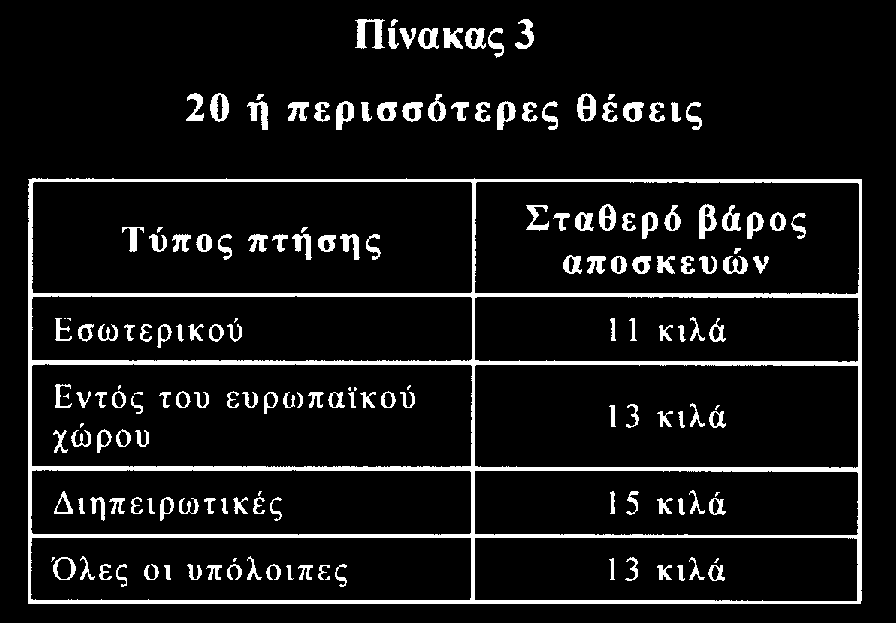 Πίνακας 3
20 ή περισσότερες θέσεις
Τύπος πτήσης
Σταθερό βάρος
αποσκευών
Εσωτερικού
11 κιλά
Εντός του ευρωπαϊκού
χώρου
13 κιλά
Διηπειρωτικές
15 κιλά
Όλες οι υπόλοιπες
13 κιλά